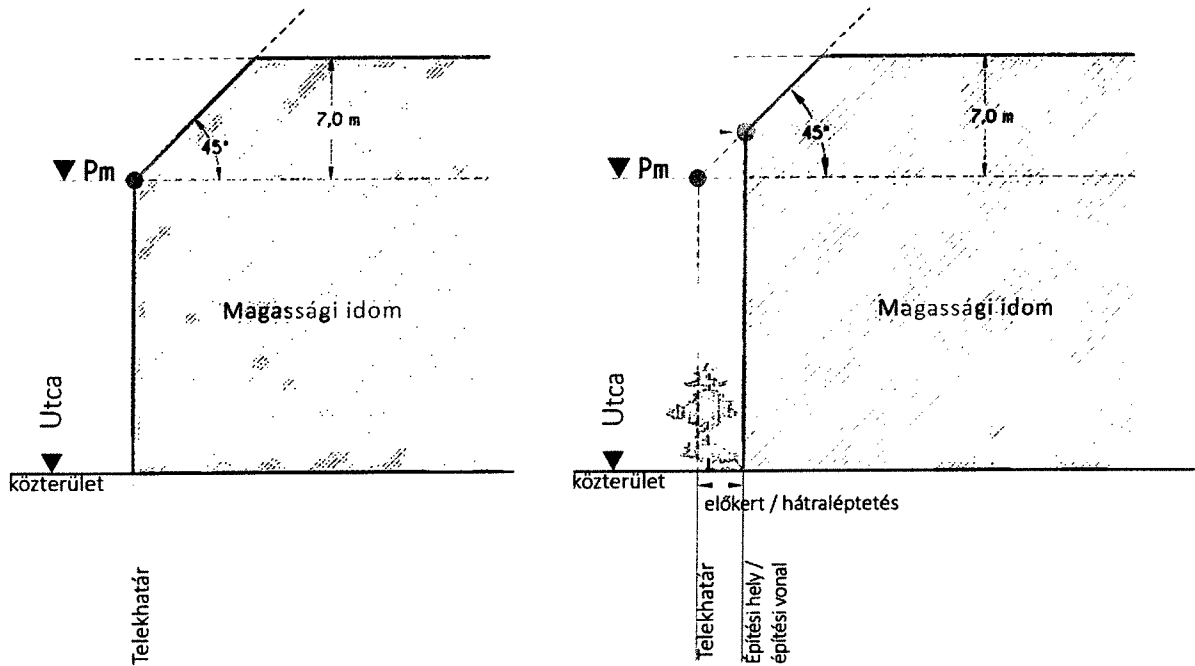 7,0 m
45°
Pm
Magassági idom
Utca
közterület
Telekhatár
7,0 m
45°
Pm
Magassági idom
Utca
közterület
előkert / hátraléptetés
Telekhatár
Építési hely /
építési vonal